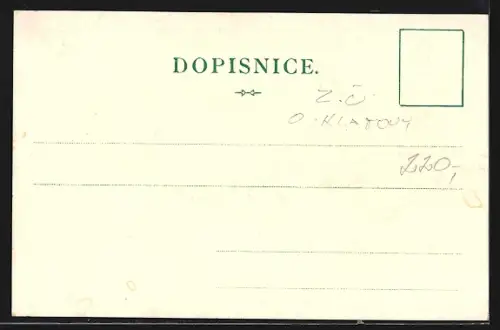 DOPISNICE.
Z.Č.
O-KLATOVY
220,-